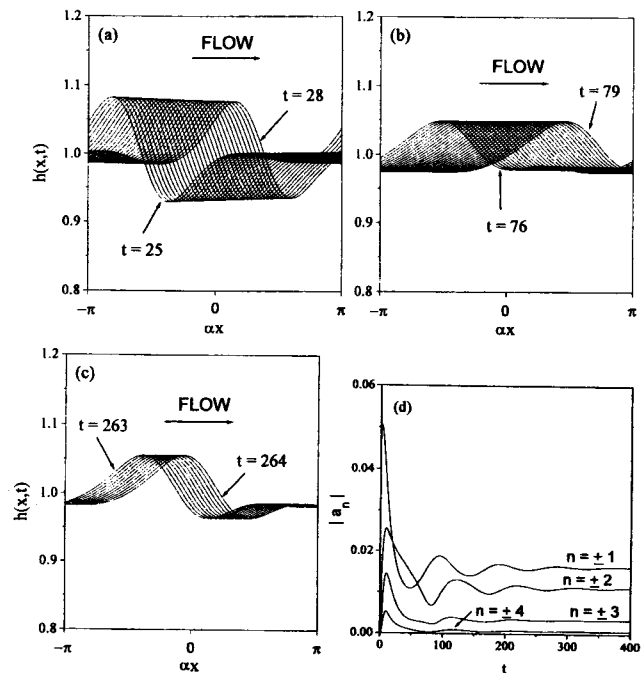 (a)
FLOW
t = 28
t = 25
h(x,t)
1.2
1.1
1.0
0.9
0.8
−π
0
π
αx
(b)
FLOW
t = 79
t = 76
h(x,t)
1.2
1.1
1.0
0.9
0.8
−π
0
π
αx
(c)
FLOW
t = 263
t = 264
h(x,t)
1.2
1.1
1.0
0.9
0.8
−π
0
π
αx
(d)
| a_n |
0.06
0.04
0.02
0.00
n = ± 1
n = ± 2
n = ± 4
n = ± 3
0
100
200
300
400
t